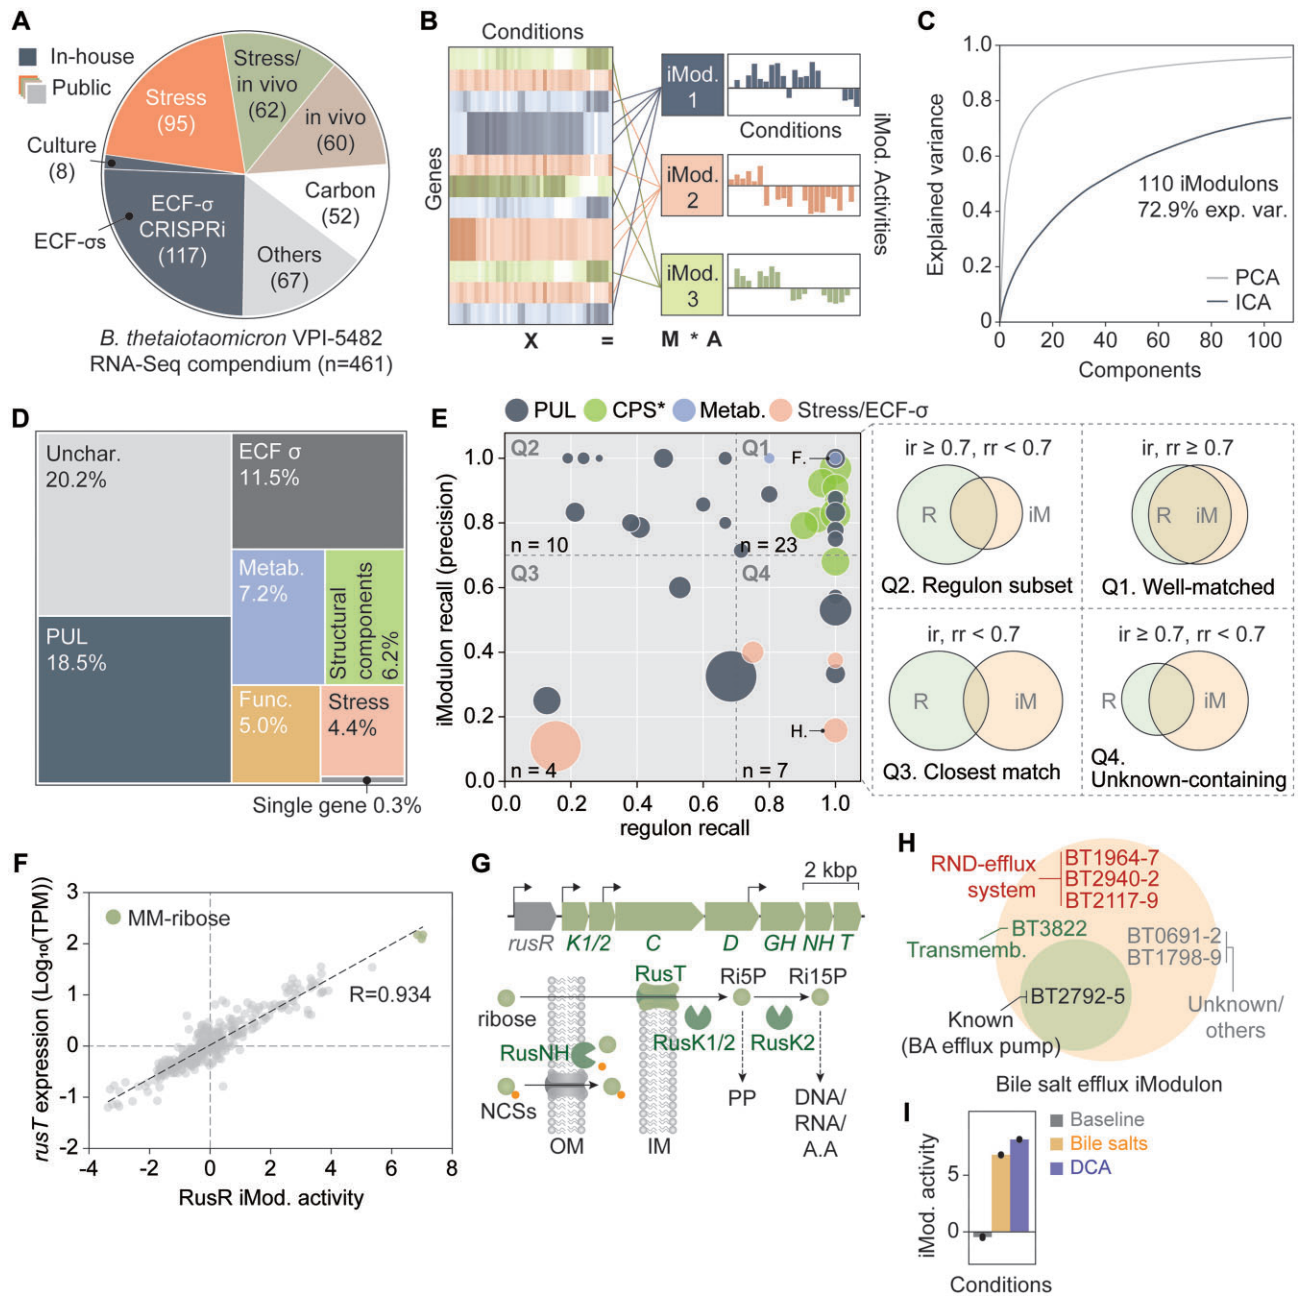 A
In-house
Public
Stress
(95)
Stress/
in vivo
(62)
in vivo
(60)
Culture
(8)
Carbon
(52)
ECF-σs
ECF-σ
CRISPRi
(117)
Others
(67)
B. thetaiotaomicron VPI-5482
RNA-Seq compendium (n=461)
B
Conditions
Genes
iMod.
1
Conditions
iMod.
2
iMod.
3
iMod. Activities
X = M * A
C
Explained variance
1.0
0.8
0.6
0.4
0.2
0
110 iModulons
72.9% exp. var.
PCA
ICA
0 20 40 60 80 100
Components
D
Unchar.
20.2%
ECF σ
11.5%
Metab.
7.2%
Structural
components
6.2%
PUL
18.5%
Func.
5.0%
Stress
4.4%
Single gene 0.3%
E
PUL CPS* Metab. Stress/ECF-σ
iModulon recall (precision)
1.0
0.8
0.6
0.4
0.2
0.0
Q2
Q1
F.
n = 10
n = 23
Q3
Q4
H.
n = 4
n = 7
0.0 0.2 0.4 0.6 0.8 1.0
regulon recall
ir ≥ 0.7, rr < 0.7
R
iM
Q2. Regulon subset
ir, rr ≥ 0.7
R iM
Q1. Well-matched
ir, rr < 0.7
R iM
Q3. Closest match
ir ≥ 0.7, rr < 0.7
R iM
Q4.
Unknown-containing
F
rusT expression (Log₁₀(TPM))
3
2
1
0
-1
-2
MM-ribose
R=0.934
-4 -2 0 2 4 6 8
RusR iMod. activity
G
2 kbp
rusR K1/2 C D GH NH T
RusT
Ri5P
Ri15P
ribose
RusNH
RusK1/2
RusK2
NCSs
OM
IM
PP
DNA/
RNA/
A.A
H
RND-efflux
system
BT1964-7
BT2940-2
BT2117-9
BT3822
Transmemb.
BT0691-2
BT1798-9
BT2792-5
Known
(BA efflux pump)
Unknown/
others
Bile salt efflux iModulon
I
iMod. activity
5
0
Baseline
Bile salts
DCA
Conditions